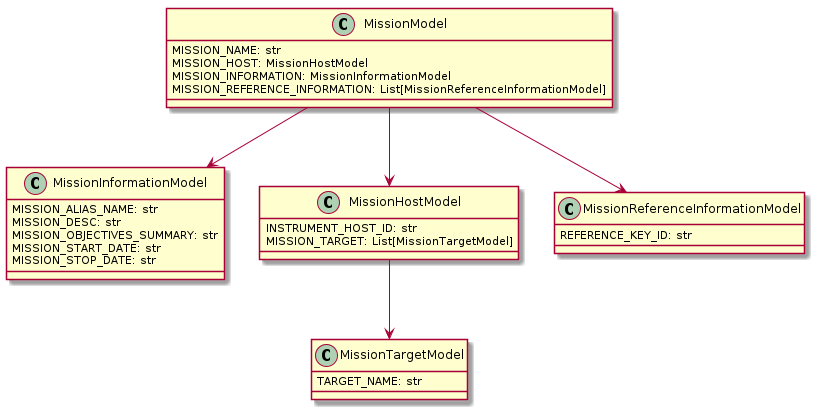 C MissionModel
MISSION_NAME: str
MISSION_HOST: MissionHostModel
MISSION_INFORMATION: MissionInformationModel
MISSION_REFERENCE_INFORMATION: List[MissionReferenceInformationModel]
C MissionInformationModel
MISSION_ALIAS_NAME: str
MISSION_DESC: str
MISSION_OBJECTIVES_SUMMARY: str
MISSION_START_DATE: str
MISSION_STOP_DATE: str
C MissionHostModel
INSTRUMENT_HOST_ID: str
MISSION_TARGET: List[MissionTargetModel]
C MissionReferenceInformationModel
REFERENCE_KEY_ID: str
C MissionTargetModel
TARGET_NAME: str